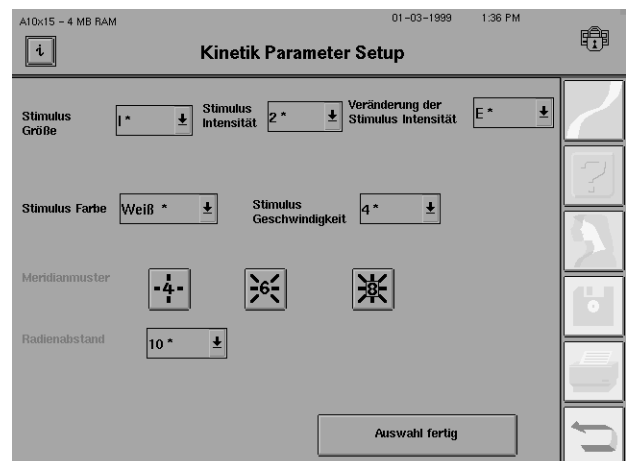 A10x15 - 4 MB RAM 01-03-1999 1:36 PM
i
Kinetik Parameter Setup
Stimulus Größe I *
Stimulus Intensität 2 *
Veränderung der Stimulus Intensität E *
Stimulus Farbe Weiß *
Stimulus Geschwindigkeit 4 *
Meridianmuster -4- 6 8
Radienabstand 10 *
Auswahl fertig
?